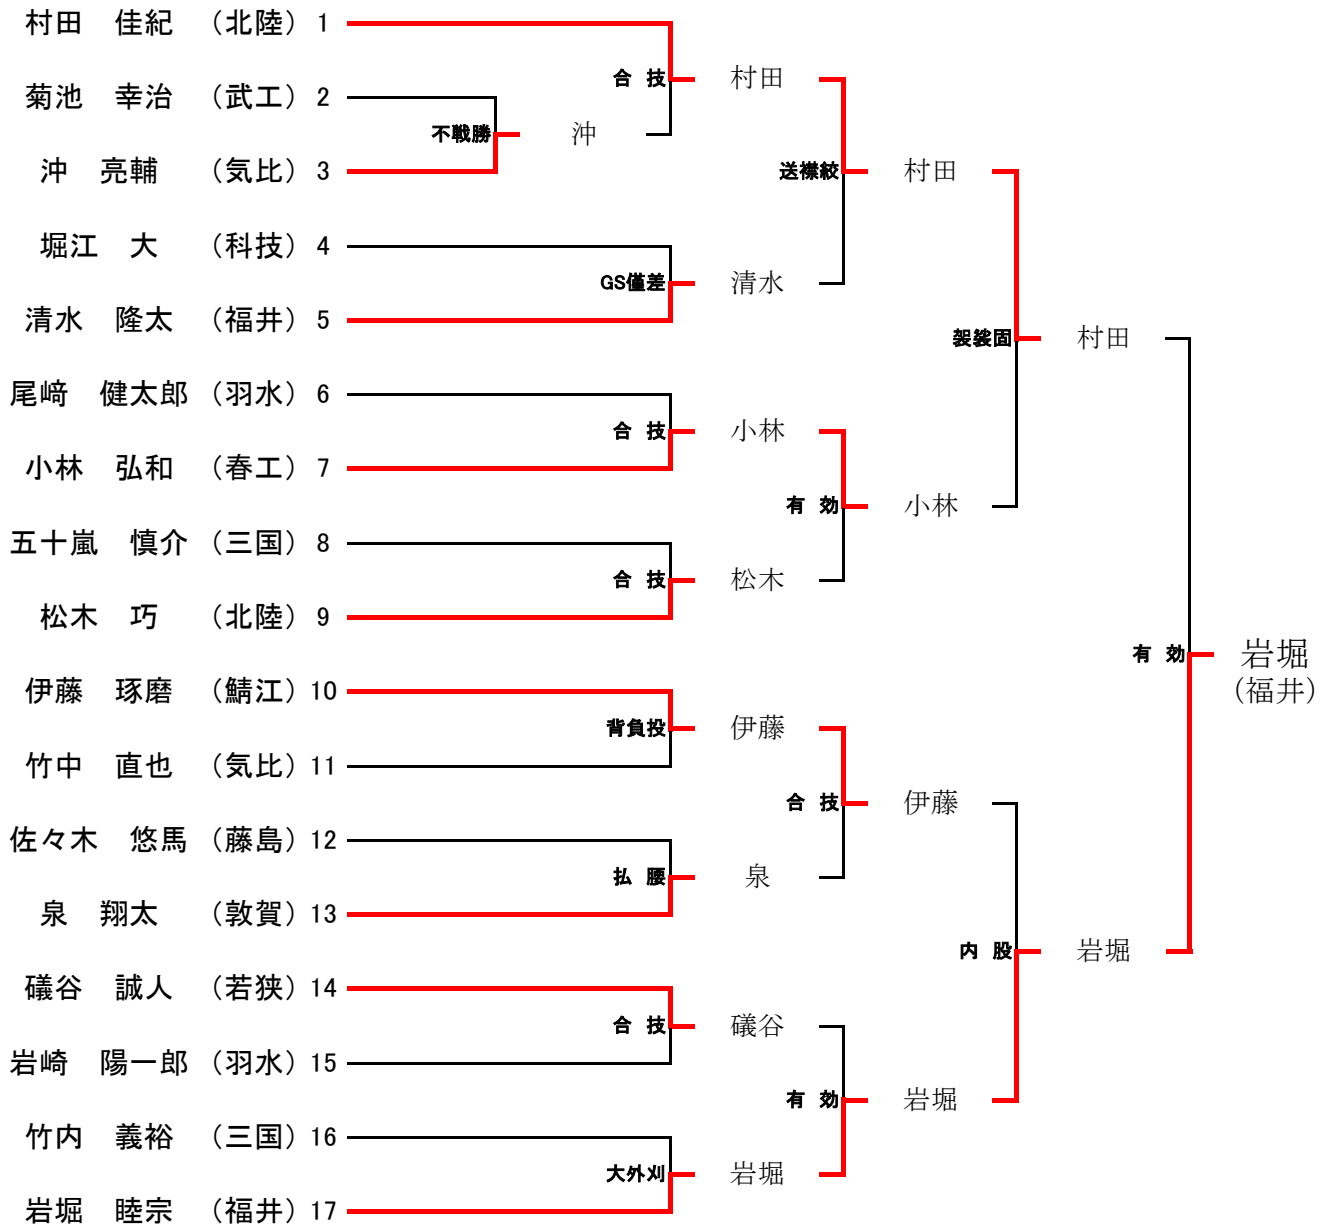 村田　佳紀　（北陸） 1
合 技　村田
菊池　幸治　（武工） 2
不戦勝　沖
沖　亮輔　（気比） 3
送襟絞　村田
堀江　大　（科技） 4
GS僅差　清水
清水　隆太　（福井） 5
袈裟固　村田
尾﨑　健太郎　（羽水） 6
合 技　小林
小林　弘和　（春工） 7
有 効　小林
五十嵐　慎介　（三国） 8
合 技　松木
松木　巧　（北陸） 9
有 効　岩堀
（福井）
伊藤　琢磨　（鯖江） 10
背負投　伊藤
竹中　直也　（気比） 11
合 技　伊藤
佐々木　悠馬　（藤島） 12
払 腰　泉
泉　翔太　（敦賀） 13
内 股　岩堀
礒谷　誠人　（若狭） 14
合 技　礒谷
岩崎　陽一郎　（羽水） 15
有 効　岩堀
竹内　義裕　（三国） 16
大外刈　岩堀
岩堀　睦宗　（福井） 17